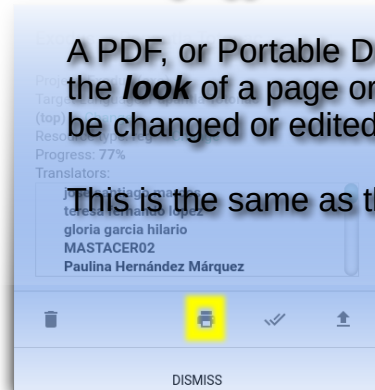 A PDF, or Portable D
the look of a page or
be changed or edited
Progress: 77%
Translators:
This is the same as t
teresa fernando lopez
gloria garcia hilario
MASTACER02
Paulina Hernández Márquez
DISMISS